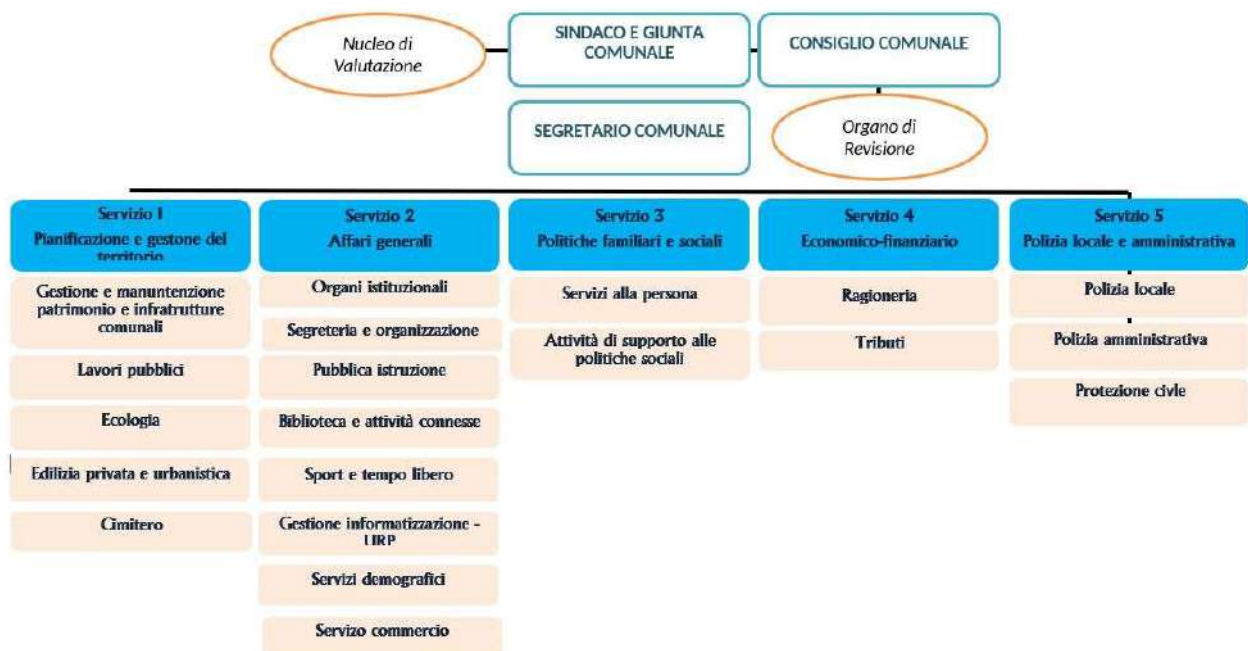 Nucleo di
Valutazione
SINDACO E GIUNTA
COMUNALE
CONSIGLIO COMUNALE
SEGRETARIO COMUNALE
Organo di
Revisione
Servizio 1
Pianificazione e gestone del
territorio
Gestione e manuntenzione
patrimonio e infratrutture
comunali
Lavori pubblici
Ecologia
Edilizia privata e urbanistica
Cimitero
Servizio 2
Affari generali
Organi istituzionali
Segreteria e organizzazione
Pubblica istruzione
Biblioteca e attività connesse
Sport e tempo libero
Gestione informatizzazione -
URP
Servizi demografici
Servizo commercio
Servizio 3
Politiche familiari e sociali
Servizi alla persona
Attività di supporto alle
politiche sociali
Servizio 4
Economico-finanziario
Ragioneria
Tributi
Servizio 5
Polizia locale e amministrativa
Polizia locale
Polizia amministrativa
Protezione civle